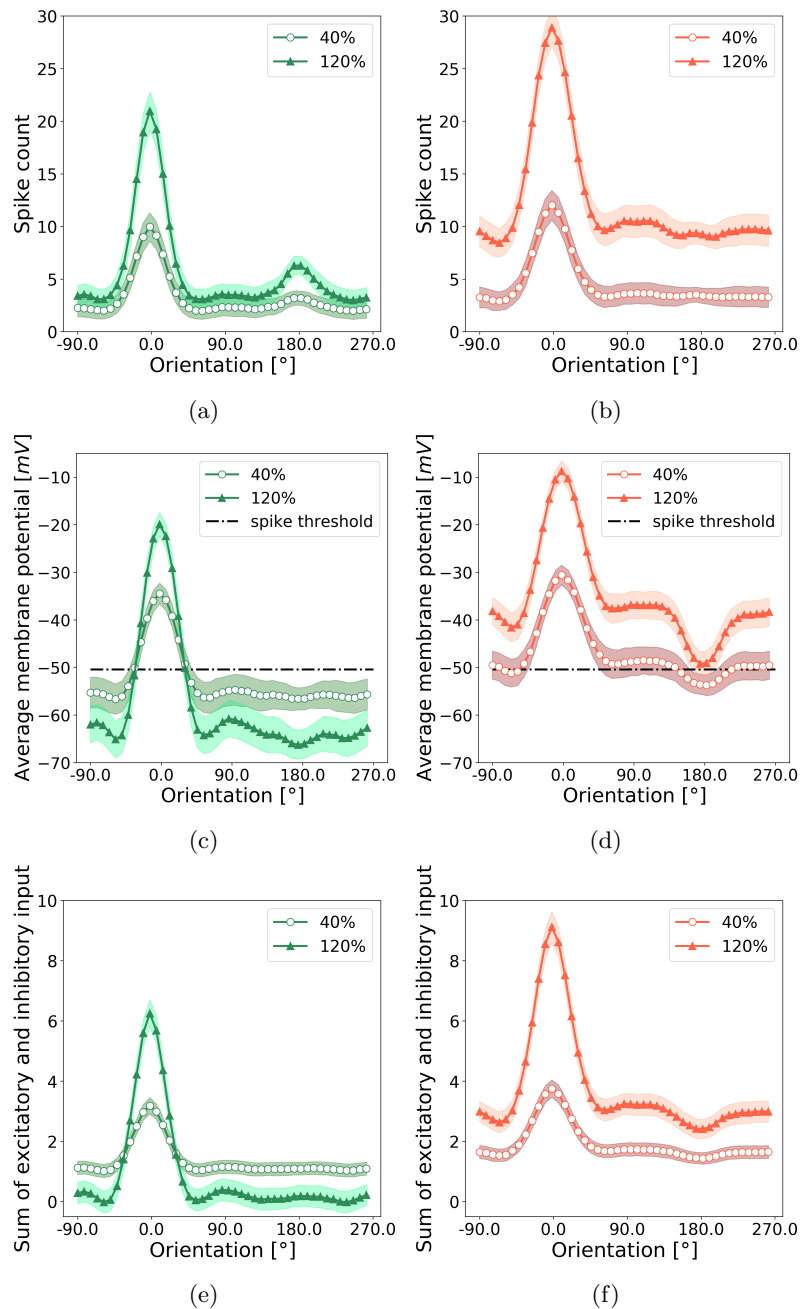 30
25
20
15
10
5
0
Spike count
40%
120%
-90.0 0.0 90.0 180.0 270.0
Orientation [°]
(a)
30
25
20
15
10
5
0
Spike count
40%
120%
-90.0 0.0 90.0 180.0 270.0
Orientation [°]
(b)
−10
−20
−30
−40
−50
−60
−70
Average membrane potential [mV]
40%
120%
spike threshold
-90.0 0.0 90.0 180.0 270.0
Orientation [°]
(c)
−10
−20
−30
−40
−50
−60
−70
Average membrane potential [mV]
40%
120%
spike threshold
-90.0 0.0 90.0 180.0 270.0
Orientation [°]
(d)
10
8
6
4
2
0
Sum of excitatory and inhibitory input
40%
120%
-90.0 0.0 90.0 180.0 270.0
Orientation [°]
(e)
10
8
6
4
2
0
Sum of excitatory and inhibitory input
40%
120%
-90.0 0.0 90.0 180.0 270.0
Orientation [°]
(f)